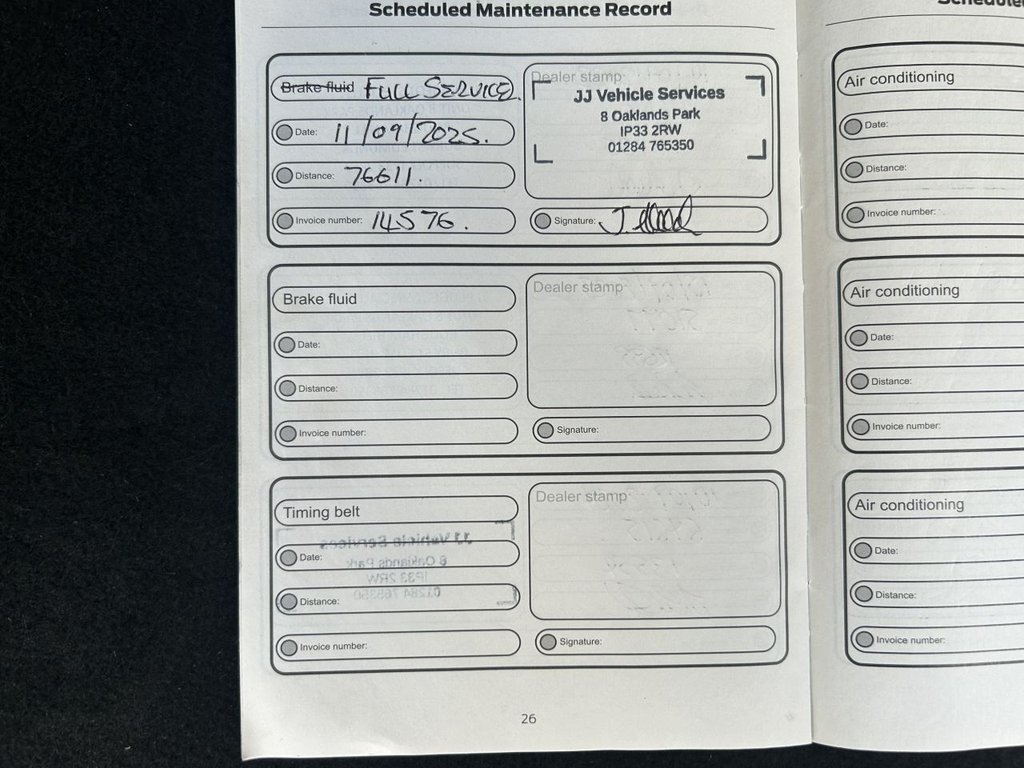 Scheduled Maintenance Record
Brake fluid FULL SERVICE.
Date: 11/09/2025.
Distance: 76611.
Invoice number: 14576.
Dealer stamp
JJ Vehicle Services
8 Oaklands Park
IP33 2RW
01284 765350
Signature: J.
Brake fluid
Date:
Distance:
Invoice number:
Dealer stamp
Signature:
Timing belt
Date:
Distance:
Invoice number:
Dealer stamp
Signature:
26
Air conditioning
Date:
Distance:
Invoice number:
Air conditioning
Date:
Distance:
Invoice number:
Air conditioning
Date:
Distance:
Invoice number: